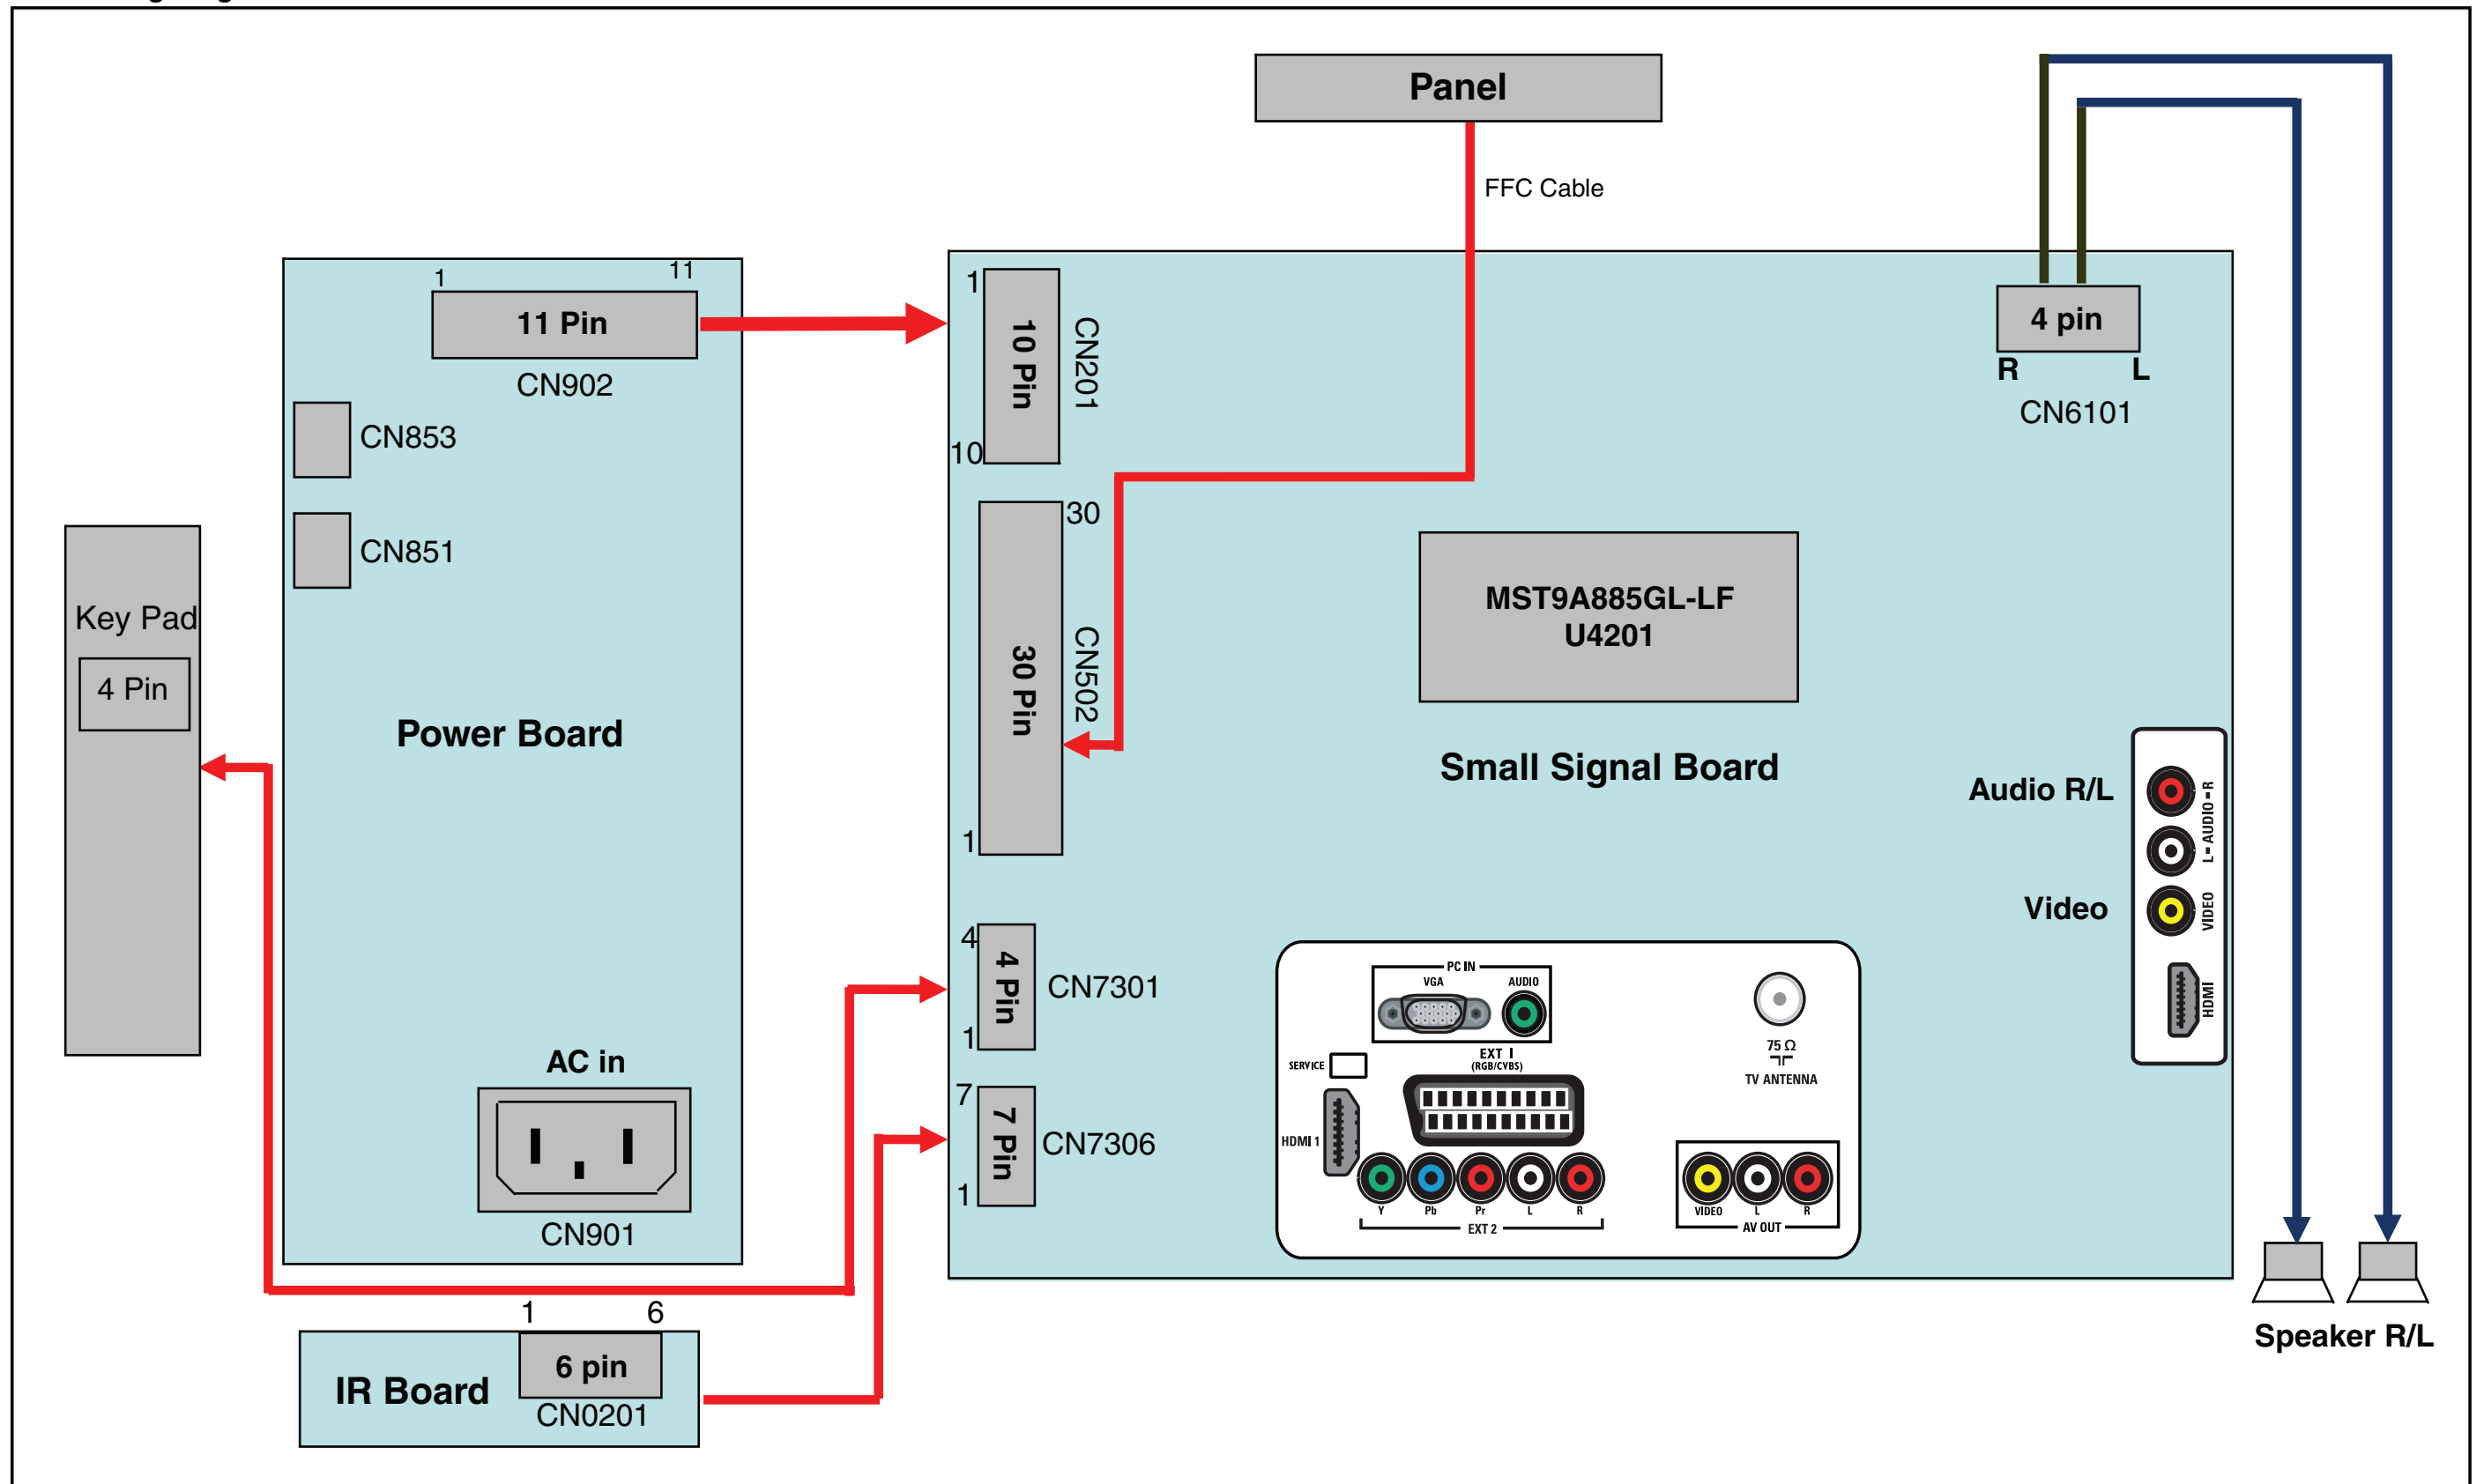 Panel
FFC Cable
1
11
11 Pin
CN902
CN853
CN851
Key Pad
4 Pin
Power Board
AC in
CN901
1
10 Pin
CN201
10
30
30 Pin
CN502
1
4
4 Pin
CN7301
1
7
7 Pin
CN7306
1
4 pin
R
L
CN6101
MST9A885GL-LF
U4201
Small Signal Board
Audio R/L
Video
L-AUDIO-R
VIDEO
HDMI
PC IN
VGA
AUDIO
SERVICE
EXT 1
(RGB/CVBS)
HDMI 1
75 Ω
TV ANTENNA
Y
Pb
Pr
L
R
EXT 2
VIDEO
L
R
AV OUT
1
6
6 pin
IR Board
CN0201
Speaker R/L